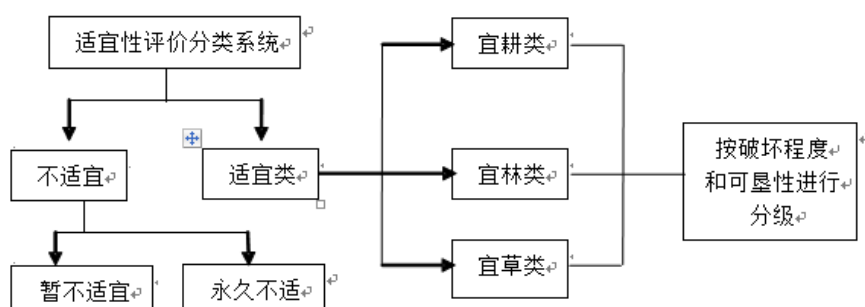 适宜性评价分类系统
宜耕类
不适宜
适宜类
宜林类
按破坏程度
和可垦性进行
分级
宜草类
暂不适宜
永久不适